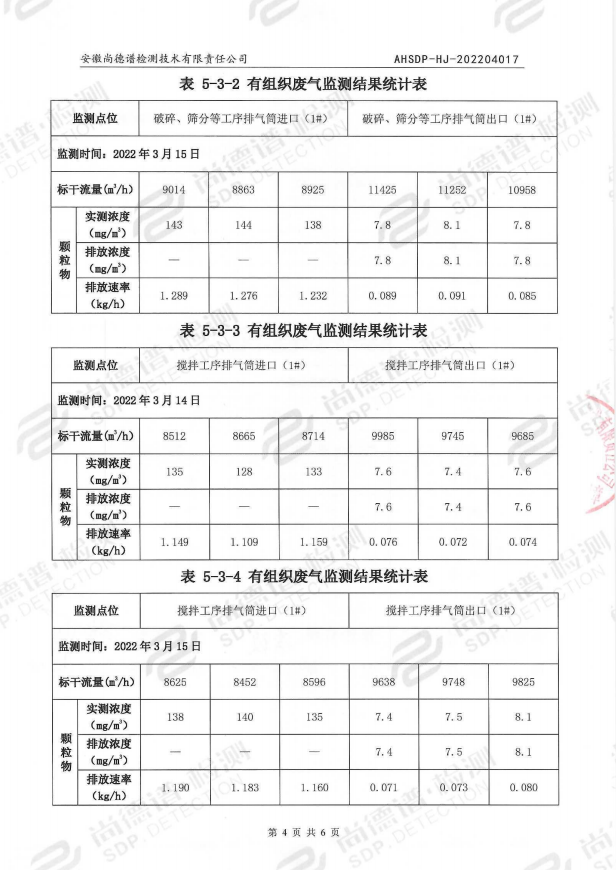 安徽尚德谱检测技术有限责任公司 AHSDP-HJ-202204017
表 5-3-2 有组织废气监测结果统计表
监测点位 破碎、筛分等工序排气筒进口（1#） 破碎、筛分等工序排气筒出口（1#）
监测时间：2022 年 3 月 15 日
标干流量(m³/h) 9014 8863 8925 11425 11252 10958
颗粒物 实测浓度（mg/m³） 143 144 138 7.8 8.1 7.8
排放浓度（mg/m³） — — — 7.8 8.1 7.8
排放速率（kg/h） 1.289 1.276 1.232 0.089 0.091 0.085
表 5-3-3 有组织废气监测结果统计表
监测点位 搅拌工序排气筒进口（1#） 搅拌工序排气筒出口（1#）
监测时间：2022 年 3 月 14 日
标干流量(m³/h) 8512 8665 8714 9985 9745 9685
颗粒物 实测浓度（mg/m³） 135 128 133 7.6 7.4 7.6
排放浓度（mg/m³） — — — 7.6 7.4 7.6
排放速率（kg/h） 1.149 1.109 1.159 0.076 0.072 0.074
表 5-3-4 有组织废气监测结果统计表
监测点位 搅拌工序排气筒进口（1#） 搅拌工序排气筒出口（1#）
监测时间：2022 年 3 月 15 日
标干流量(m³/h) 8625 8452 8596 9638 9748 9825
颗粒物 实测浓度（mg/m³） 138 140 135 7.4 7.5 8.1
排放浓度（mg/m³） — — — 7.4 7.5 8.1
排放速率（kg/h） 1.190 1.183 1.160 0.071 0.073 0.080
第 4 页 共 6 页
尚德谱·检测
SDP.DETECTION